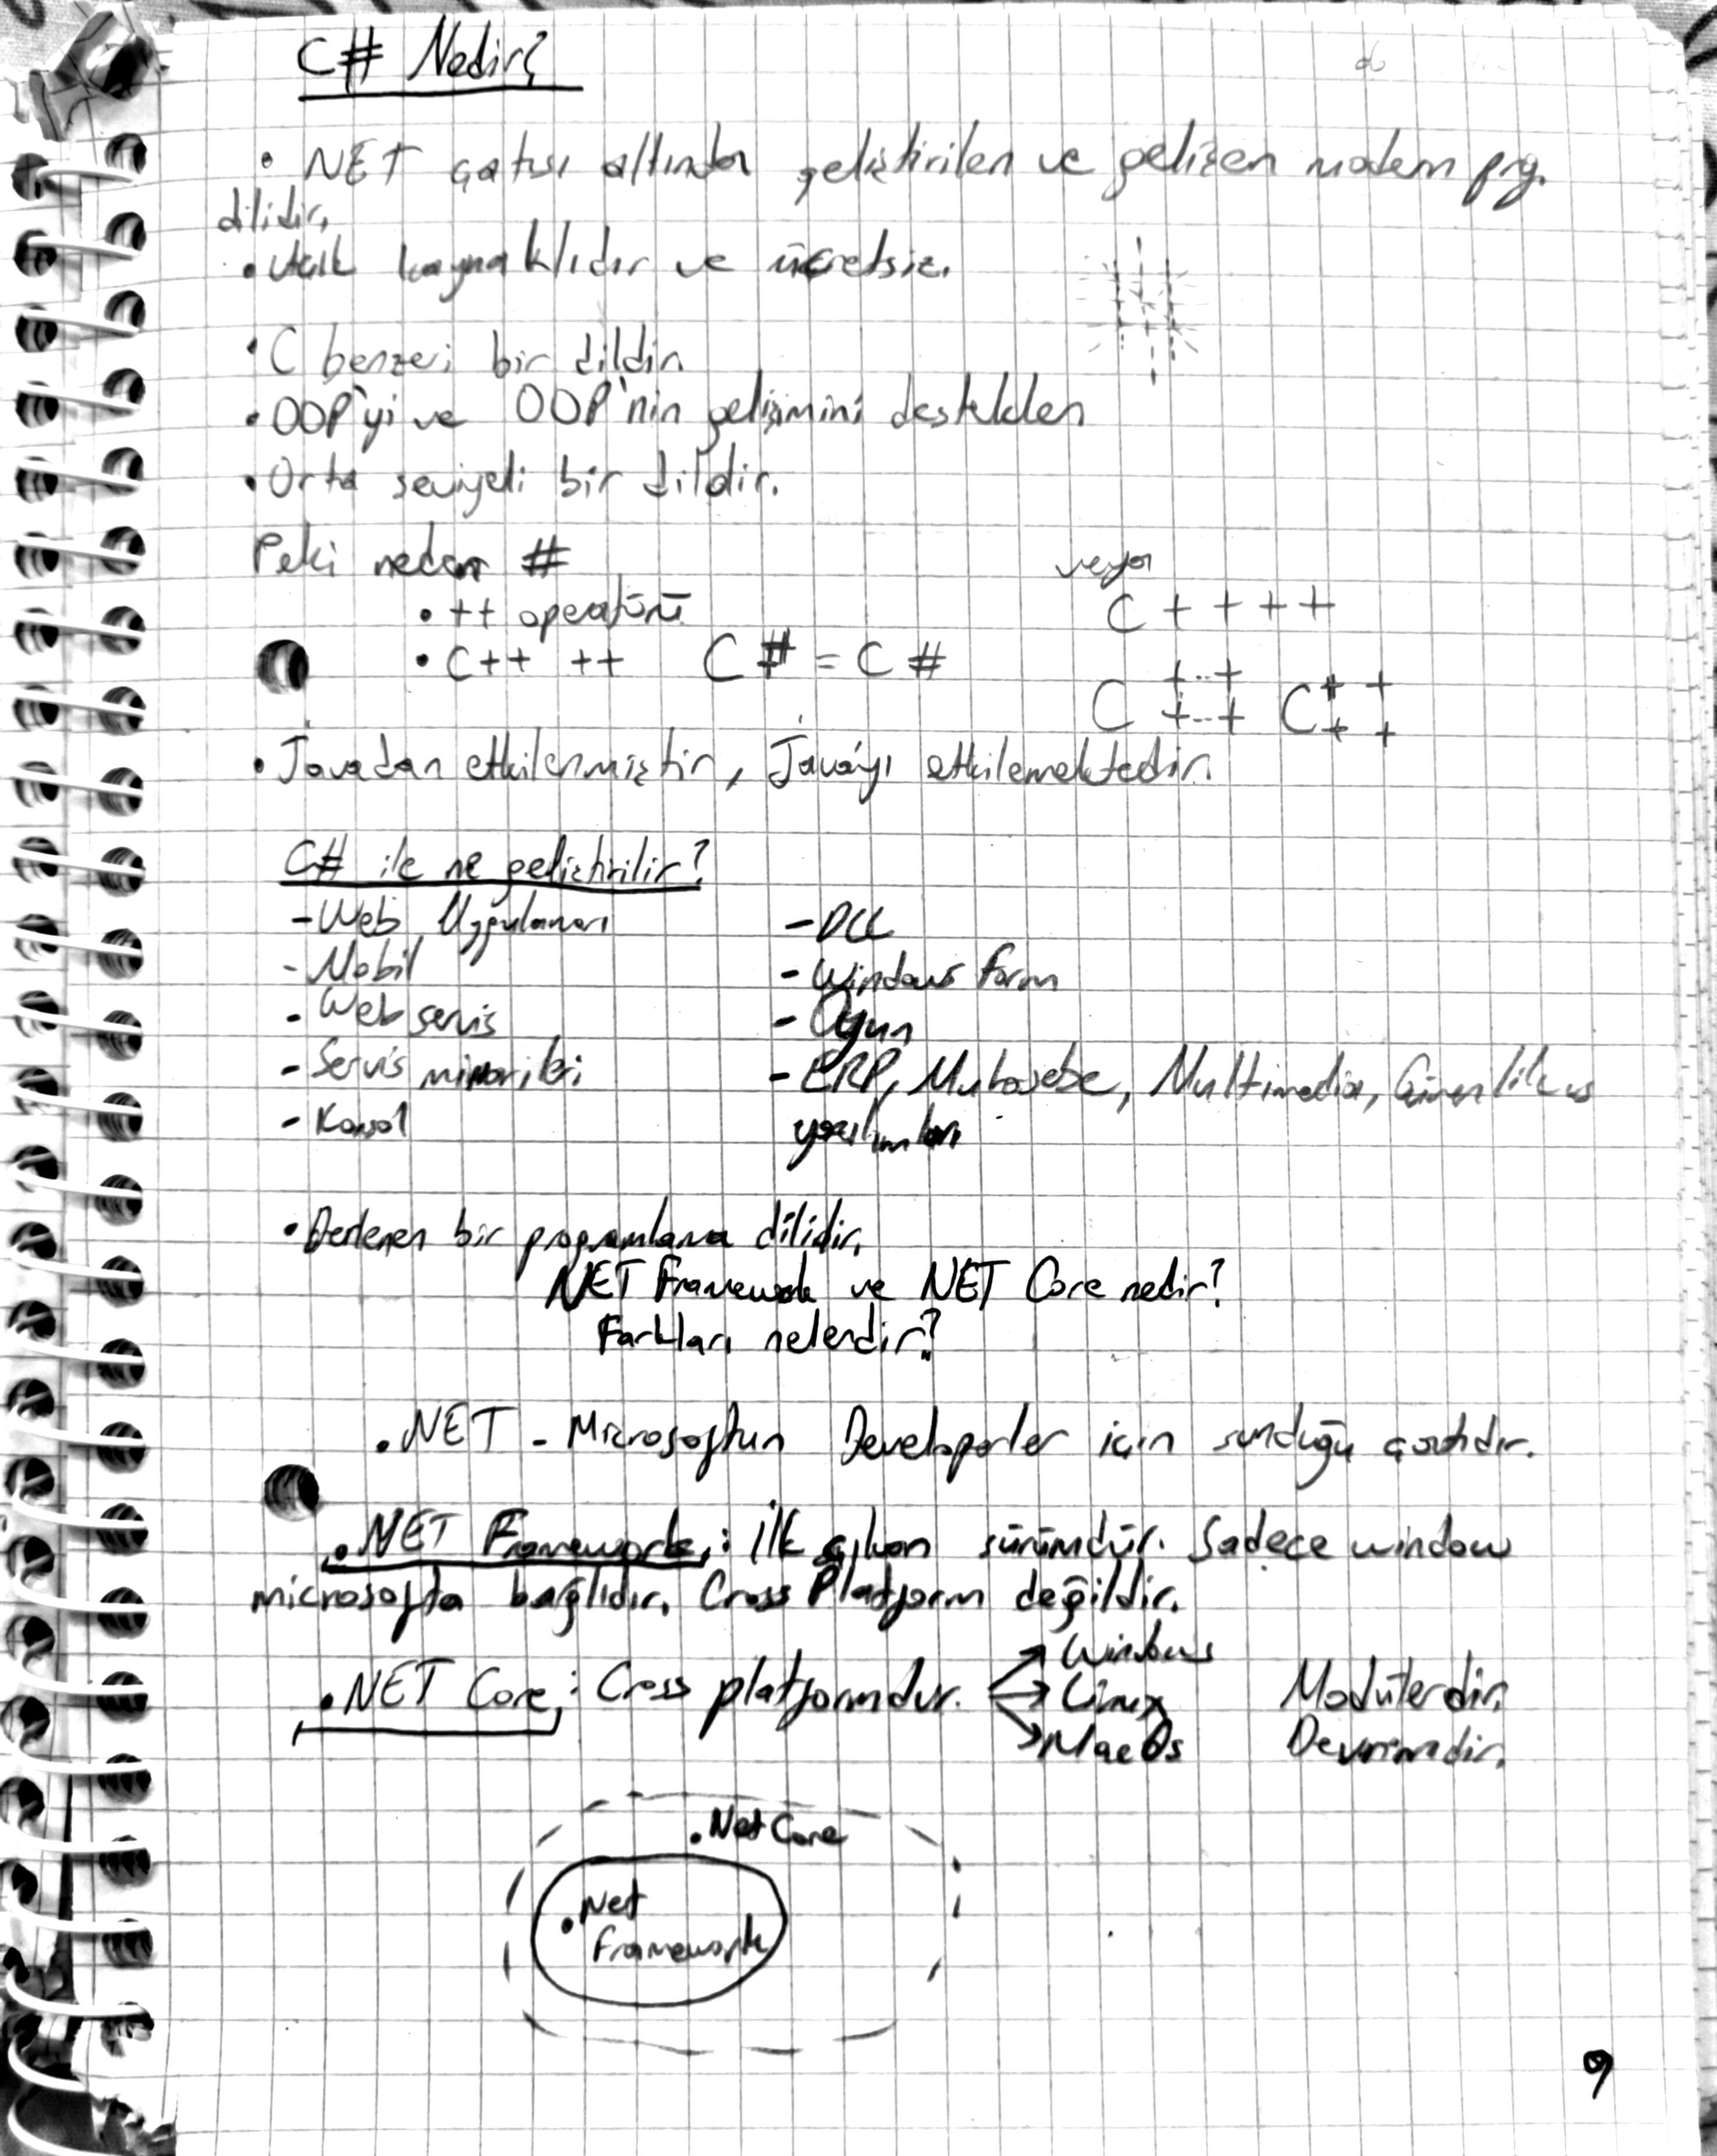 C# Nedir?
• NET çatısı altında geliştirilen ve gelişen modern prg.
dilidir.
• Açık kaynaklıdır ve ücretsiz.
• C benzeri bir dildir.
• OOP'yi ve OOP'nin gelişimini destekler
• Orta seviyeli bir dildir.
Peki neden #
veya
• ++ operatörü
C + + + +
• C++ ++ C # = C #
C +..+ +..+ C + + + +
• Javadan etkilenmiştir, Java'yı etkilemektedir.
C# ile ne geliştirilir?
- Web Uygulaması
- DLL
- Mobil
- Windows form
- Web servis
- Oyun
- Servis mimarileri
- ERP, Muhasebe, Multimedia, Güvenlik vs
- Konsol
yazılımları
• Derlenen bir programlama dilidir.
NET Framework ve NET Core nedir?
Farkları nelerdir?
.NET - Microsoftun Developerler için sunduğu çatıdır.
.NET Framework; : İlk çıkan sürümdür. Sadece window
microsofta bağlıdır. Cross Platform değildir.
Windows
.NET Core; : Cross platformdur. Linux Modülerdir.
MacOs Devrimdir.
.Net Core
.Net
Framework
9